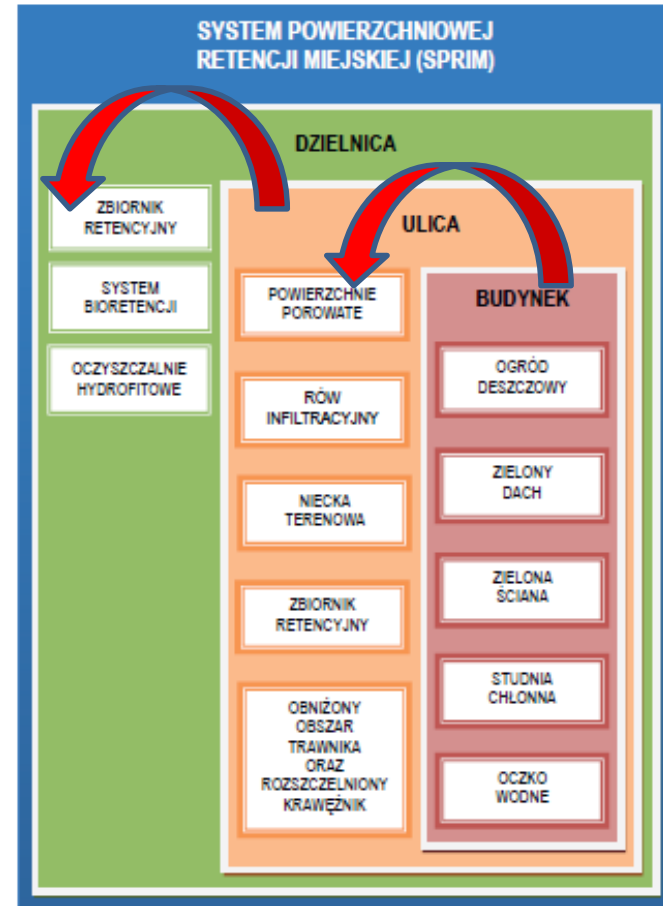 SYSTEM POWIERZCHNIOWEJ
RETENCJI MIEJSKIEJ (SPRIM)
DZIELNICA
ZBIORNIK
RETENCYJNY
SYSTEM
BIORETENCJI
OCZYSZCZALNIE
HYDROFITOWE
ULICA
POWIERZCHNIE
POROWATE
RÓW
INFILTRACYJNY
NIECKA
TERENOWA
ZBIORNIK
RETENCYJNY
OBNIŻONY
OBSZAR
TRAWNIKA
ORAZ
ROZSZCZELNIONY
KRAWĘŻNIK
BUDYNEK
OGRÓD
DESZCZOWY
ZIELONY
DACH
ZIELONA
ŚCIANA
STUDNIA
CHŁONNA
OCZKO
WODNE